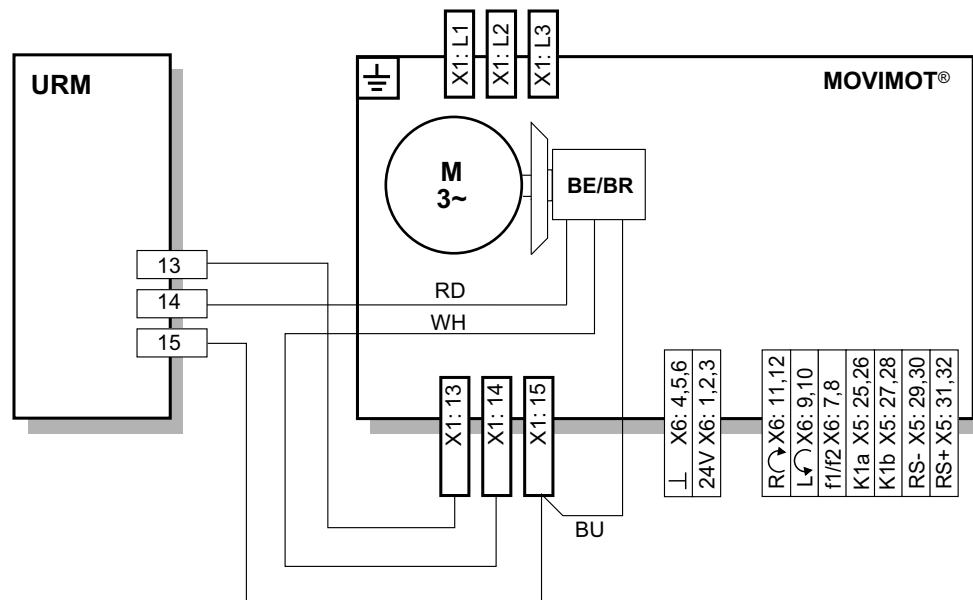 URM
MOVIMOT®
X1: L1
X1: L2
X1: L3
M
3~
BE/BR
13
14
15
RD
WH
BU
X1: 13
X1: 14
X1: 15
⊥ X6: 4,5,6
24V X6: 1,2,3
R X6: 11,12
L X6: 9,10
f1/f2 X6: 7,8
K1a X5: 25,26
K1b X5: 27,28
RS- X5: 29,30
RS+ X5: 31,32